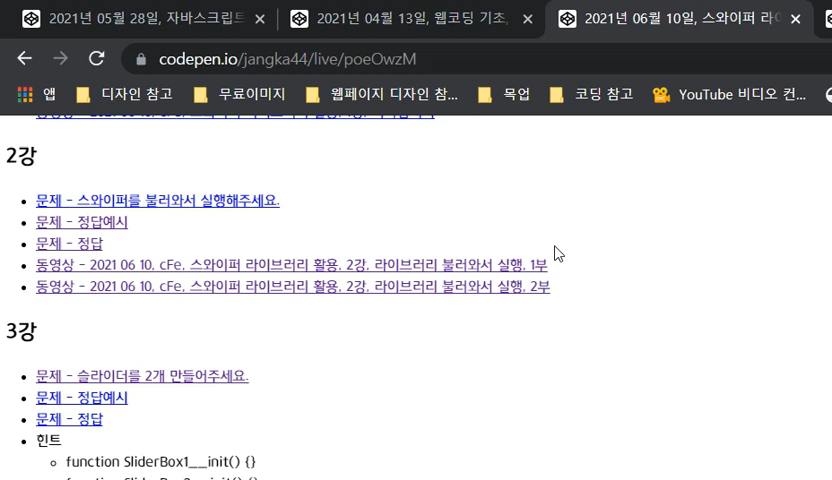 2021년 05월 28일, 자바스크립트
2021년 04월 13일, 웹코딩 기초,
2021년 06월 10일, 스와이퍼 라이
codepen.io/jangka44/live/poeOwzM
앱
디자인 참고
무료이미지
웹페이지 디자인 참...
목업
코딩 참고
YouTube 비디오 컨...
2강
문제 - 스와이퍼를 불러와서 실행해주세요.
문제 - 정답예시
문제 - 정답
동영상 - 2021 06 10, cFe, 스와이퍼 라이브러리 활용, 2강, 라이브러리 불러와서 실행, 1부
동영상 - 2021 06 10, cFe, 스와이퍼 라이브러리 활용, 2강, 라이브러리 불러와서 실행, 2부
3강
문제 - 슬라이더를 2개 만들어주세요.
문제 - 정답예시
문제 - 정답
힌트
function SliderBox1__init() {}